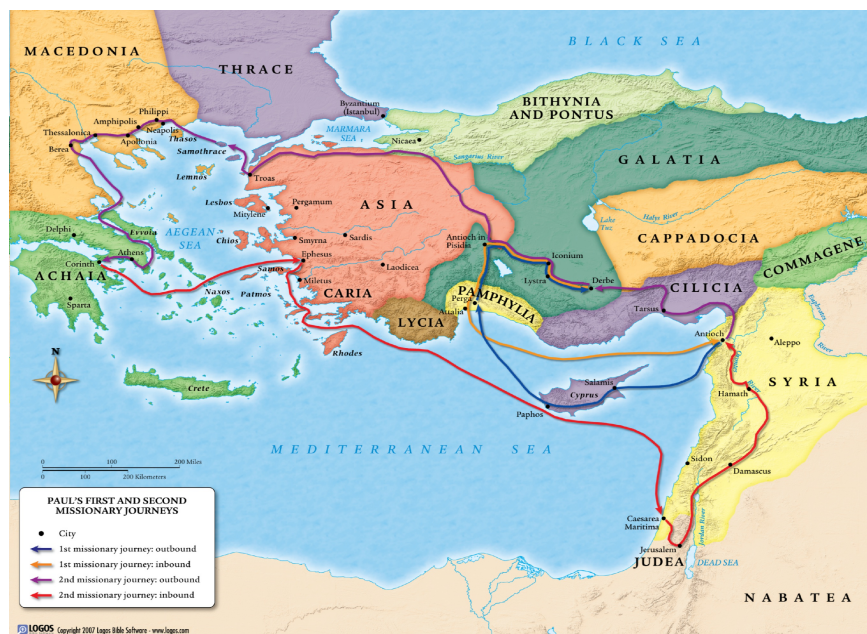 BLACK SEA
MACEDONIA
THRACE
Byzantium
(Istanbul)
BITHYNIA
AND PONTUS
Philippi
Amphipolis
Neapolis
Thessalonica
Apollonia
Berea
Thasos
Samothrace
MARMARA
SEA
Nicaea
Sangarius River
GALATIA
Lemnos
Troas
Lesbos
Mitylene
Pergamum
ASIA
Halys River
Lake
Tuz
CAPPADOCIA
Delphi
Evvoia
AEGEAN
SEA
Chios
Smyrna
Sardis
Antioch in
Pisidia
Iconium
COMMAGENE
Athens
Corinth
ACHAIA
Samos
Ephesus
Laodicea
Lystra
Derbe
CILICIA
Miletus
CARIA
PAMPHYLIA
Perga
Attalia
Tarsus
Euphrates
River
Sparta
Naxos
Patmos
LYCIA
Antioch
Aleppo
Rhodes
Orontes
River
SYRIA
N
Crete
Salamis
Cyprus
Paphos
Hamath
MEDITERRANEAN SEA
Sidon
Damascus
0 100 200 Miles
0 100 200 Kilometers
Caesarea
Maritima
Jordan River
Jerusalem
JUDEA
DEAD SEA
NABATEA
PAUL'S FIRST AND SECOND
MISSIONARY JOURNEYS
City
1st missionary journey: outbound
1st missionary journey: inbound
2nd missionary journey: outbound
2nd missionary journey: inbound
LOGOS Copyright 2007 Logos Bible Software - www.logos.com